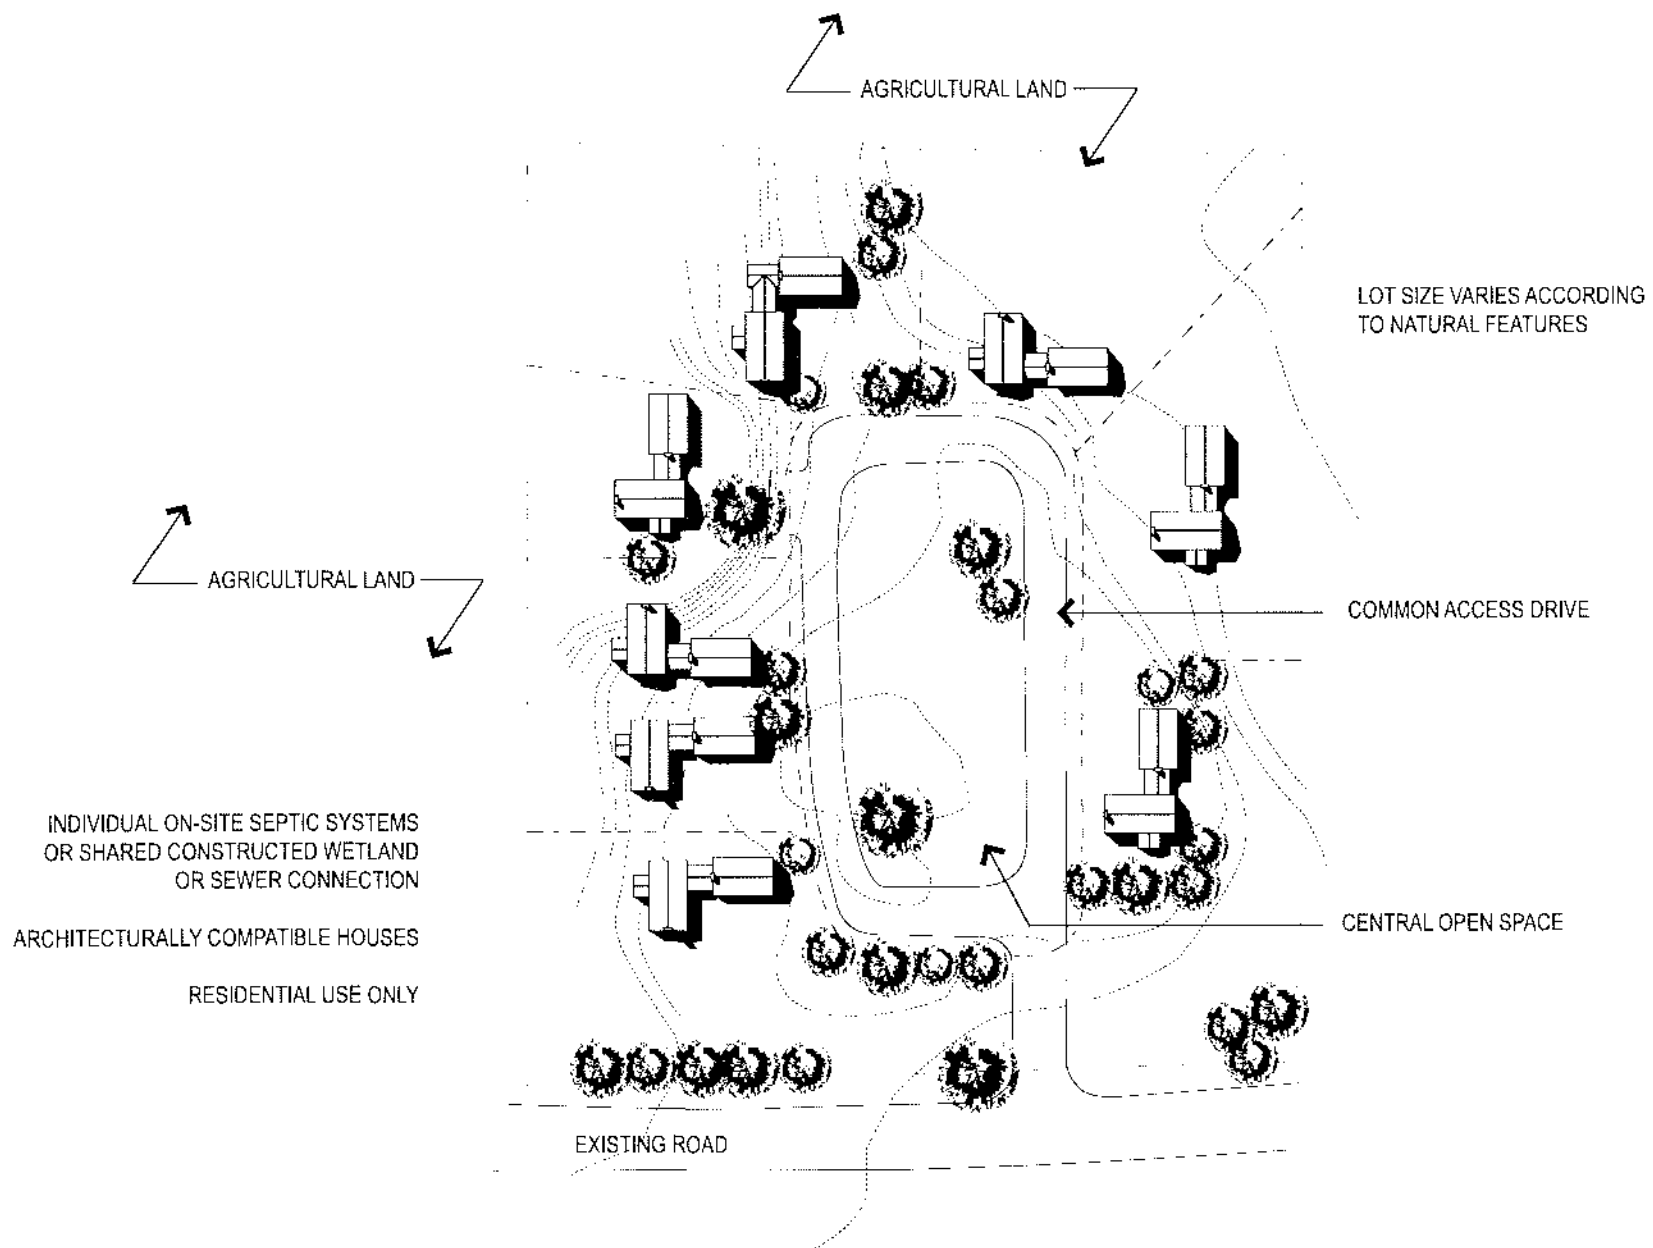 AGRICULTURAL LAND
LOT SIZE VARIES ACCORDING
TO NATURAL FEATURES
AGRICULTURAL LAND
COMMON ACCESS DRIVE
INDIVIDUAL ON-SITE SEPTIC SYSTEMS
OR SHARED CONSTRUCTED WETLAND
OR SEWER CONNECTION
ARCHITECTURALLY COMPATIBLE HOUSES
RESIDENTIAL USE ONLY
CENTRAL OPEN SPACE
EXISTING ROAD